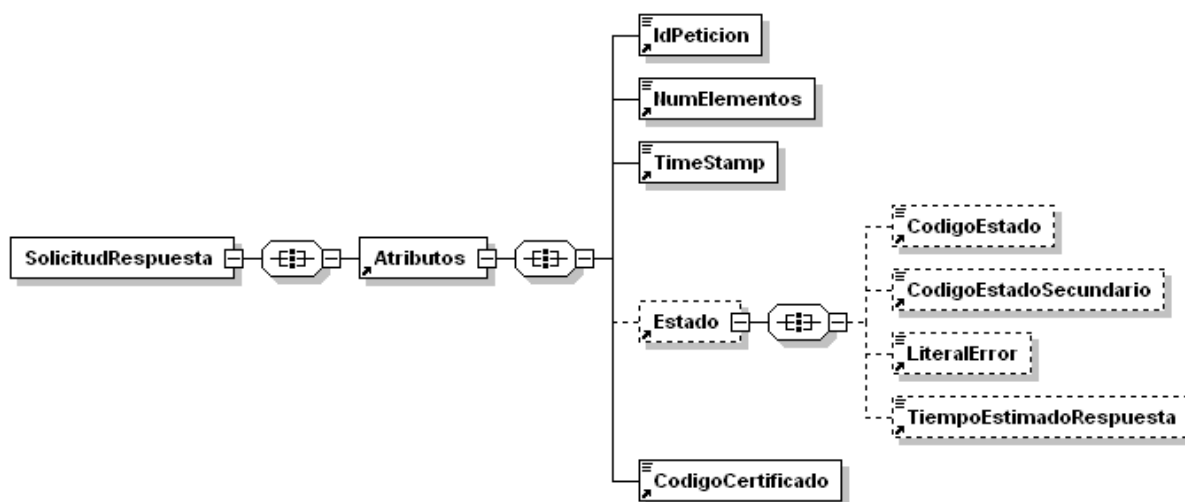 IdPeticion
NumElementos
TimeStamp
SolicitudRespuesta
Atributos
Estado
CodigoEstado
CodigoEstadoSecundario
LiteralError
TiempoEstimadoRespuesta
CodigoCertificado